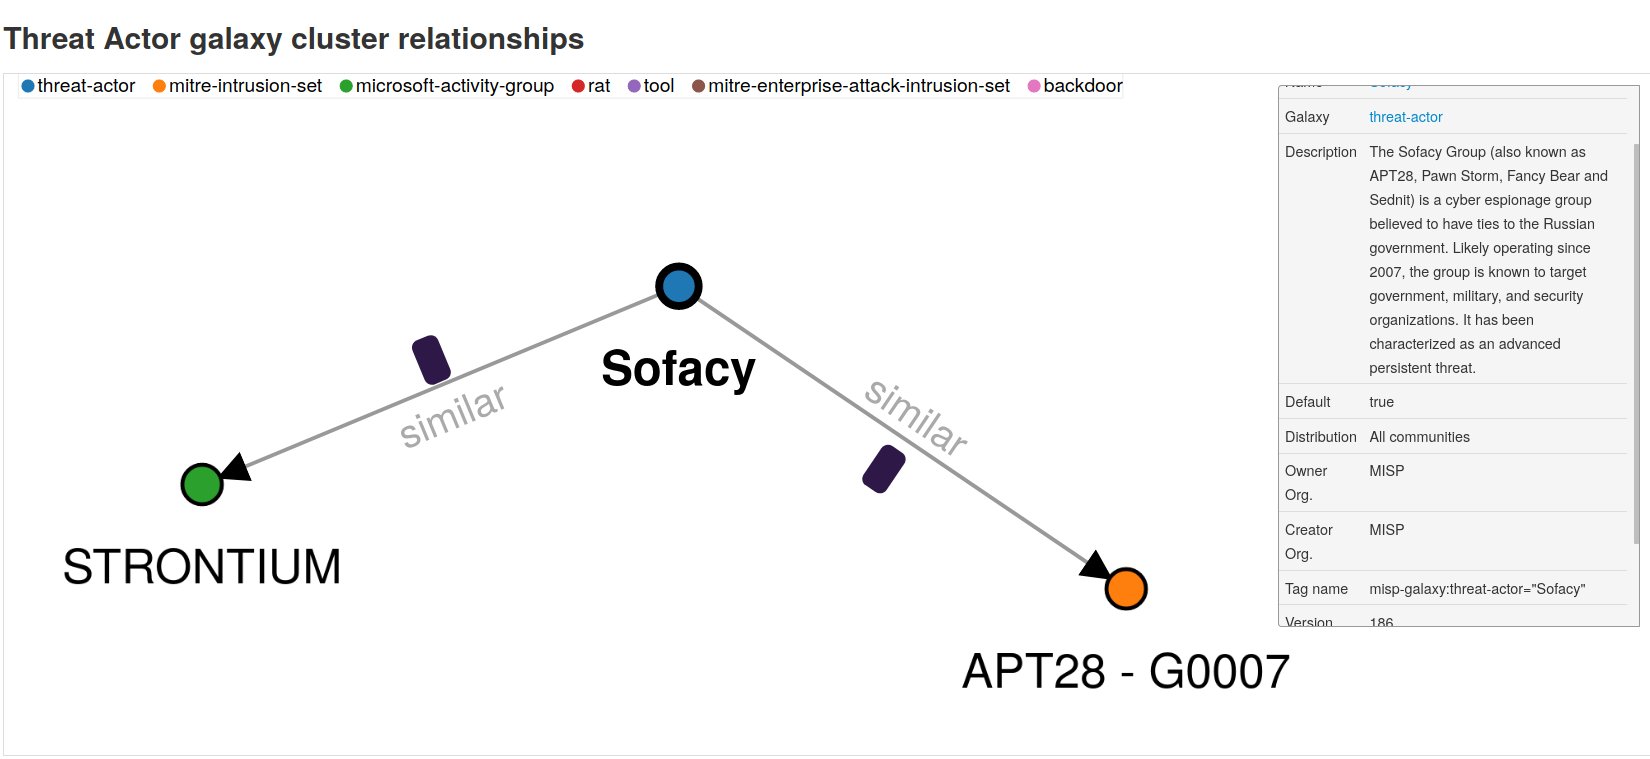 Threat Actor galaxy cluster relationships
threat-actor mitre-intrusion-set microsoft-activity-group rat tool mitre-enterprise-attack-intrusion-set backdoor
Galaxy threat-actor
Description The Sofacy Group (also known as
APT28, Pawn Storm, Fancy Bear and
Sednit) is a cyber espionage group
believed to have ties to the Russian
government. Likely operating since
2007, the group is known to target
government, military, and security
organizations. It has been
characterized as an advanced
persistent threat.
Default true
Distribution All communities
Owner MISP
Org.
Creator MISP
Org.
Tag name misp-galaxy:threat-actor="Sofacy"
Version 186
Sofacy
similar
similar
STRONTIUM
APT28 - G0007